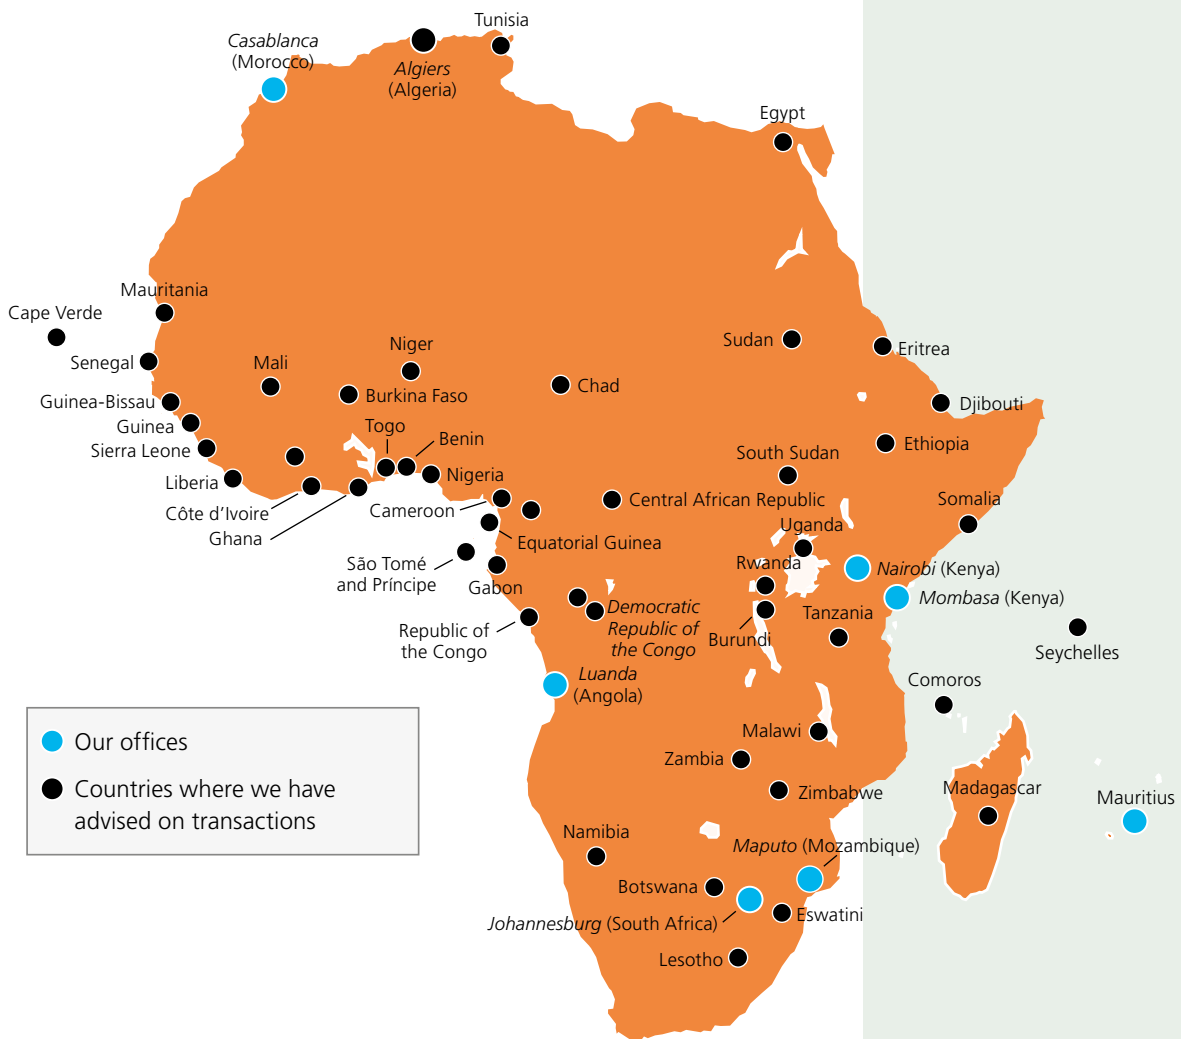 Tunisia
Casablanca
(Morocco)
Algiers
(Algeria)
Egypt
Mauritania
Cape Verde
Senegal
Mali
Niger
Burkina Faso
Chad
Sudan
Eritrea
Guinea-Bissau
Guinea
Sierra Leone
Liberia
Togo
Benin
Nigeria
Djibouti
Ethiopia
South Sudan
Côte d’Ivoire
Ghana
Cameroon
Central African Republic
Somalia
Uganda
Equatorial Guinea
São Tomé
and Príncipe
Gabon
Rwanda
Nairobi (Kenya)
Mombasa (Kenya)
Republic of
the Congo
Democratic
Republic of
the Congo
Burundi
Tanzania
Seychelles
Luanda
(Angola)
Comoros
Our offices
Countries where we have
advised on transactions
Malawi
Zambia
Zimbabwe
Madagascar
Mauritius
Namibia
Maputo (Mozambique)
Botswana
Johannesburg (South Africa)
Eswatini
Lesotho